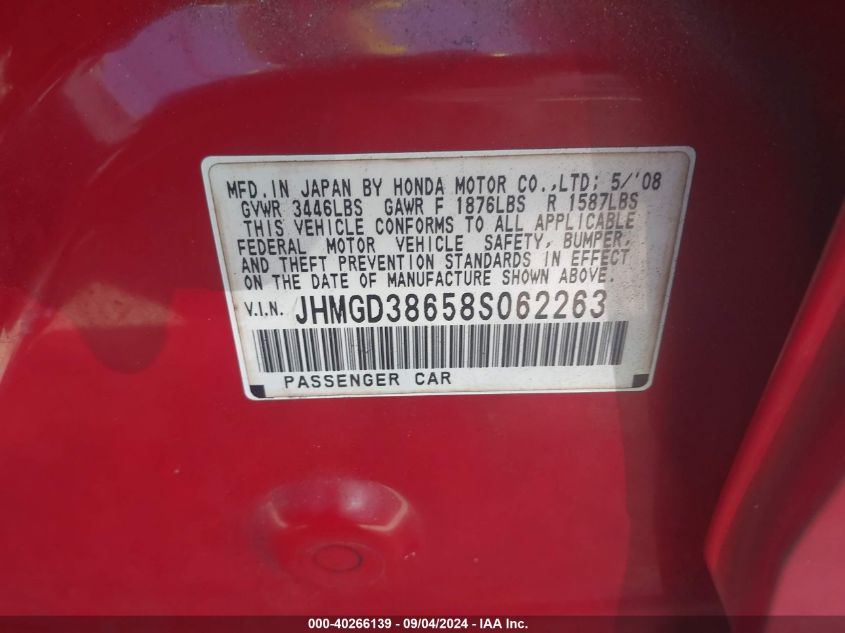 MFD.IN JAPAN BY HONDA MOTOR CO.,LTD; 5/'08
GVWR 3446LBS GAWR F 1876LBS R 1587LBS
THIS VEHICLE CONFORMS TO ALL APPLICABLE
FEDERAL MOTOR VEHICLE SAFETY, BUMPER,
AND THEFT PREVENTION STANDARDS IN EFFECT
ON THE DATE OF MANUFACTURE SHOWN ABOVE.
V.I.N. JHMGD38658S062263
PASSENGER CAR
000-40266139 - 09/04/2024 - IAA Inc.